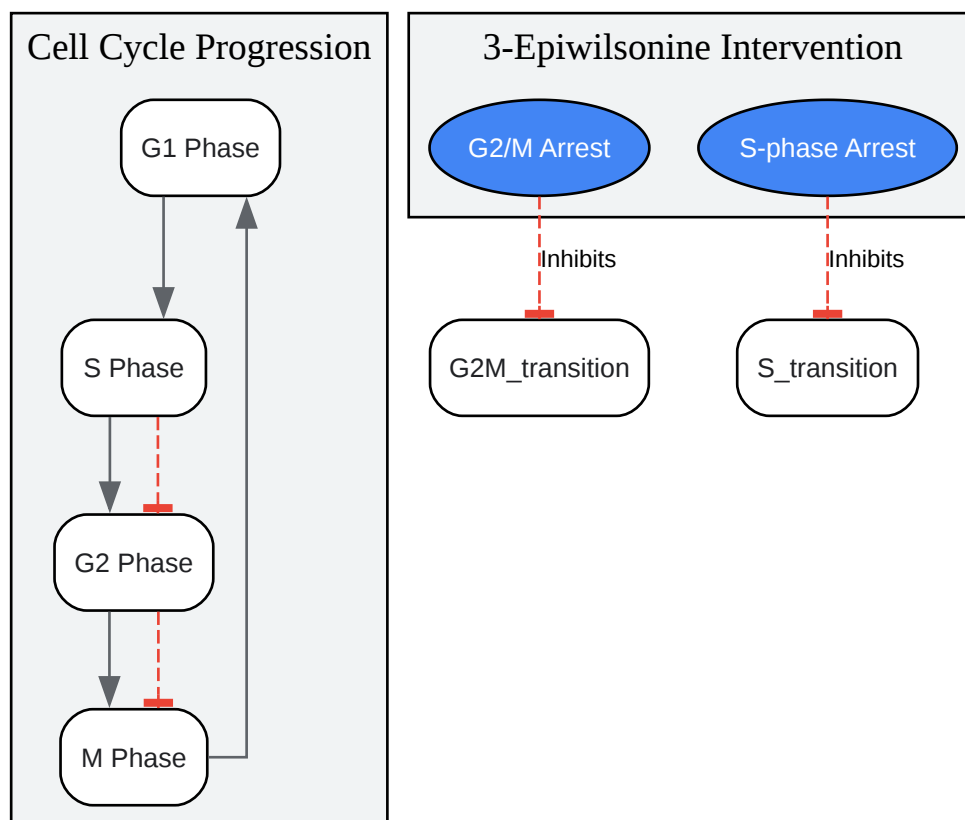 Cell Cycle Progression
G1 Phase
S Phase
G2 Phase
M Phase
3-Epiwilsonine Intervention
G2/M Arrest
S-phase Arrest
Inhibits
Inhibits
G2M_transition
S_transition